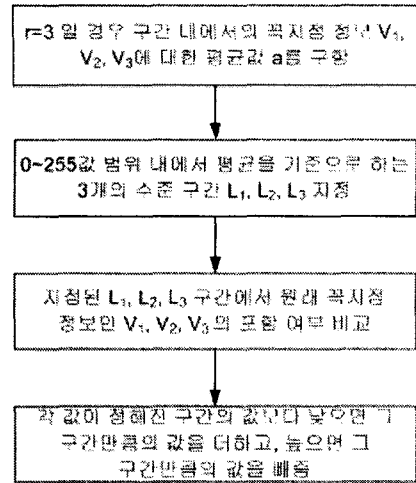 r=3 일 경우 구간 내에서의 꼭지점 정보 V₁,
V₂, V₃에 대한 평균값 a를 구함
0~255값 범위 내에서 평균을 기준으로 하는
3개의 수준 구간 L₁, L₂, L₃ 지정
지정된 L₁, L₂, L₃ 구간에서 원래 꼭지점
정보인 V₁, V₂, V₃의 포함 여부 비교
각 값이 정해진 구간의 값보다 낮으면 그
구간만큼의 값을 더하고, 높으면 그
구간만큼의 값을 빼줌